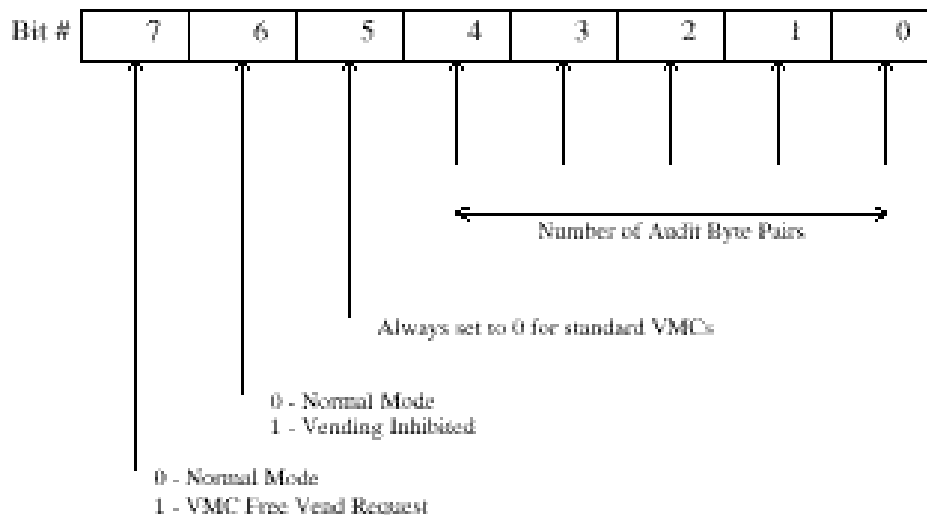 Bit # 7 6 5 4 3 2 1 0
Number of Audit Byte Pairs
Always set to 0 for standard VMCs
0 - Normal Mode
1 - Vending Inhibited
0 - Normal Mode
1 - VMC Free Vend Request